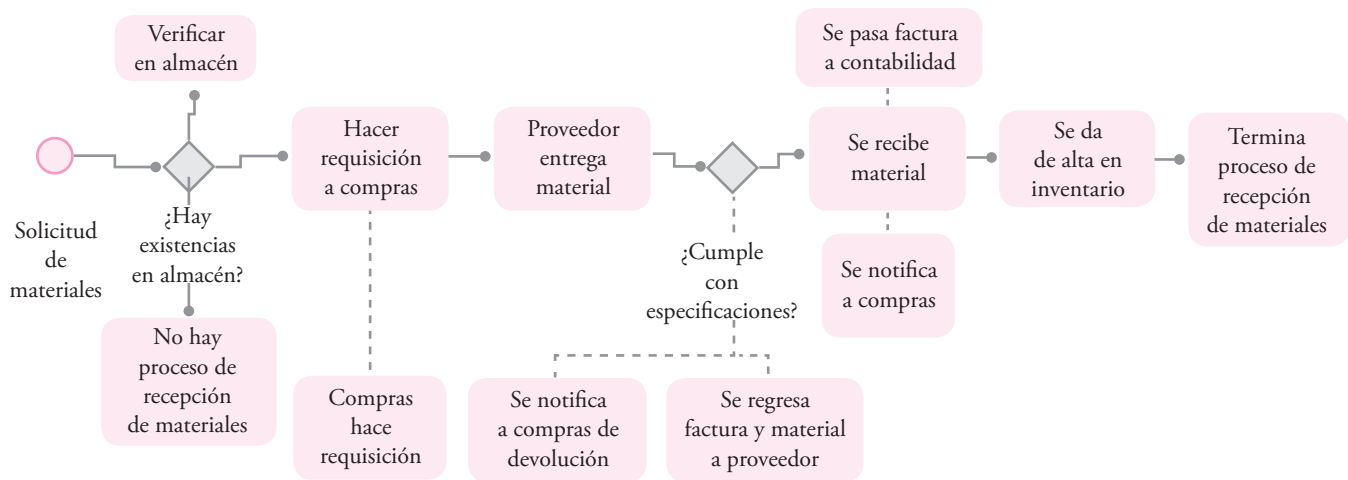 Verificar
en almacén
Solicitud
de
materiales
¿Hay
existencias
en almacén?
No hay
proceso de
recepción
de materiales
Hacer
requisición
a compras
Compras
hace
requisición
Proveedor
entrega
material
¿Cumple
con
especificaciones?
Se notifica
a compras de
devolución
Se regresa
factura y material
a proveedor
Se pasa factura
a contabilidad
Se recibe
material
Se notifica
a compras
Se da
de alta en
inventario
Termina
proceso de
recepción
de materiales